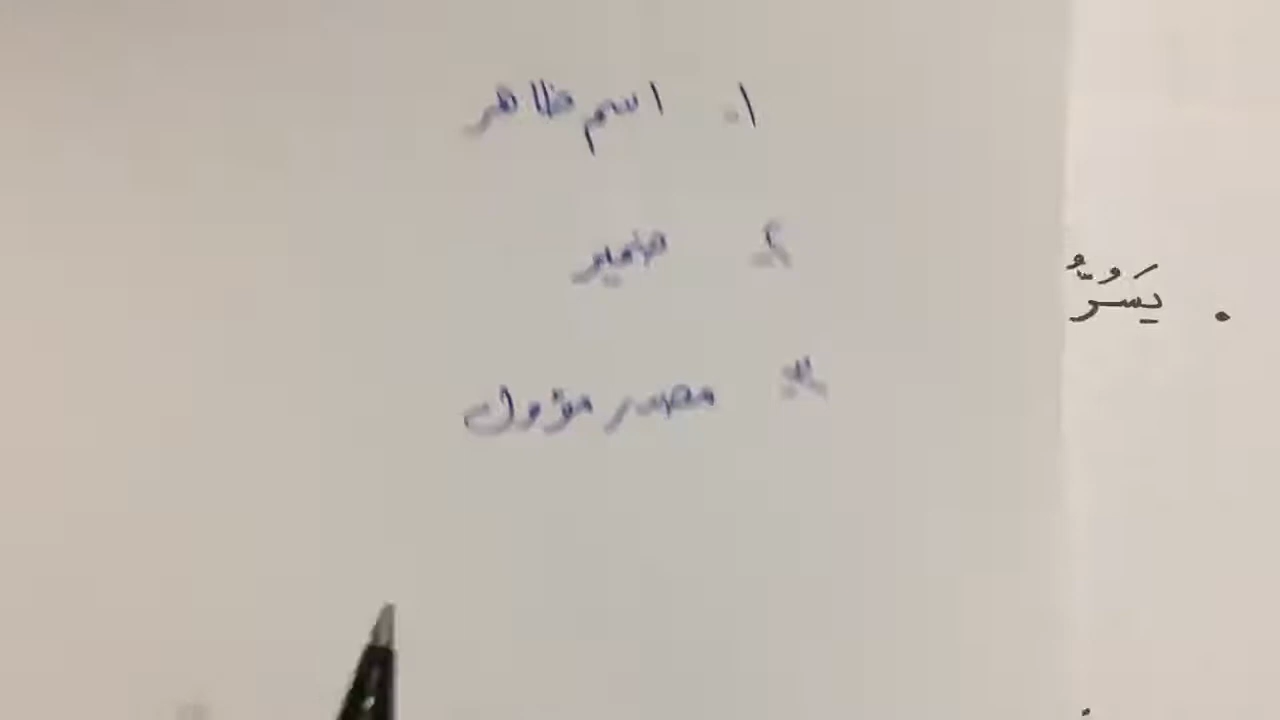 ١. اسم ظاهر
٢. ضمير
٣. مصدر مؤول
. يَسُرُّ